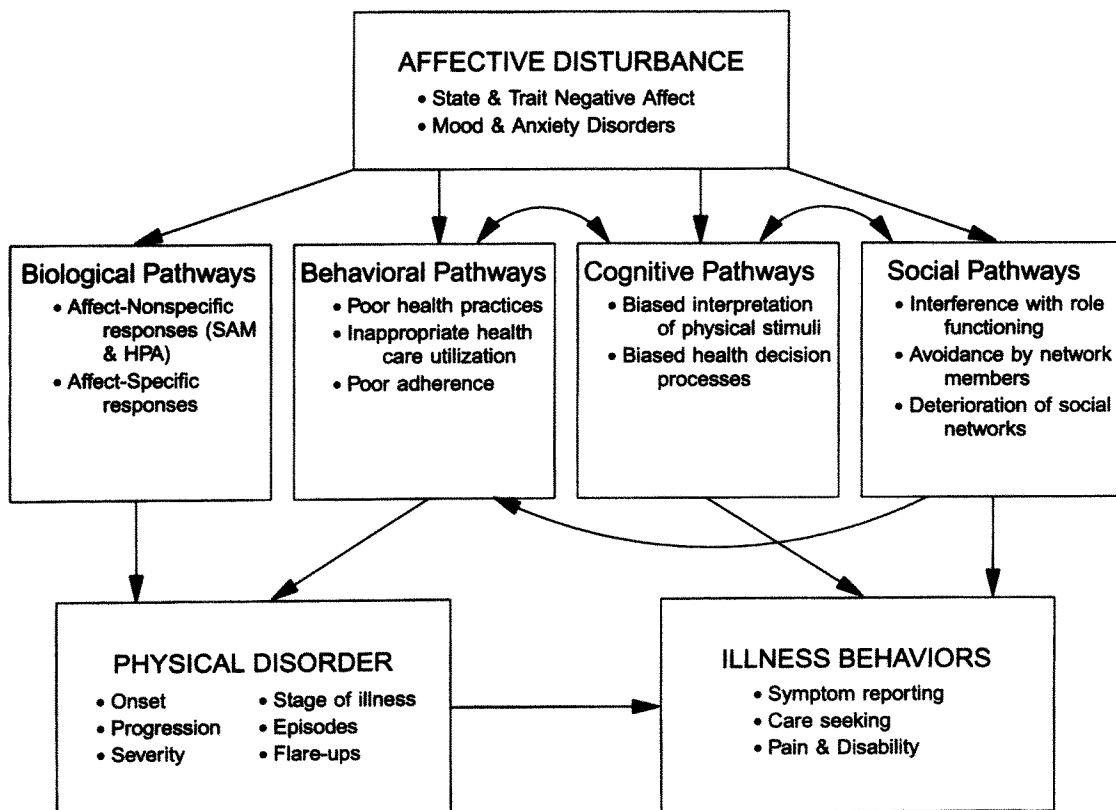 AFFECTIVE DISTURBANCE
• State & Trait Negative Affect
• Mood & Anxiety Disorders
Biological Pathways
• Affect-Nonspecific
responses (SAM
& HPA)
• Affect-Specific
responses
Behavioral Pathways
• Poor health practices
• Inappropriate health
care utilization
• Poor adherence
Cognitive Pathways
• Biased interpretation
of physical stimuli
• Biased health decision
processes
Social Pathways
• Interference with role
functioning
• Avoidance by network
members
• Deterioration of social
networks
PHYSICAL DISORDER
• Onset
• Progression
• Severity
• Stage of illness
• Episodes
• Flare-ups
ILLNESS BEHAVIORS
• Symptom reporting
• Care seeking
• Pain & Disability